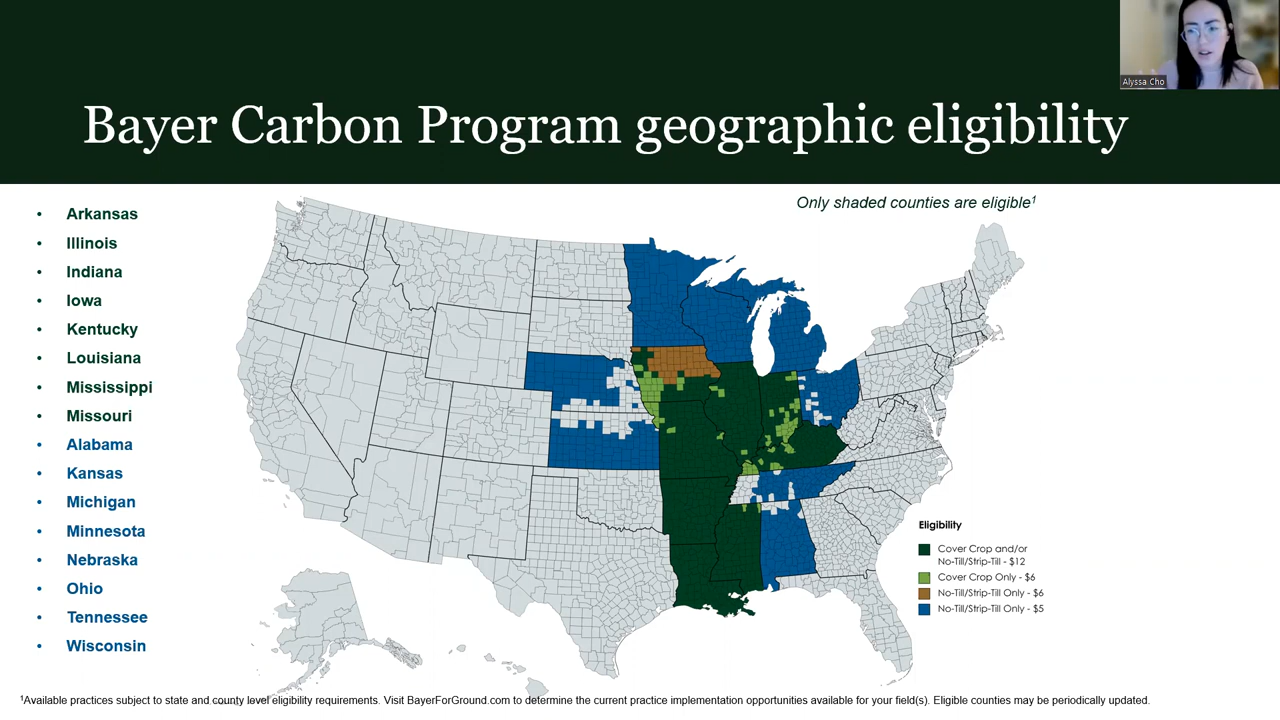 Alyssa Cho
Bayer Carbon Program geographic eligibility
Only shaded counties are eligible¹
• Arkansas
• Illinois
• Indiana
• Iowa
• Kentucky
• Louisiana
• Mississippi
• Missouri
• Alabama
• Kansas
• Michigan
• Minnesota
• Nebraska
• Ohio
• Tennessee
• Wisconsin
Eligibility
Cover Crop and/or
No-Till/Strip-Till - $12
Cover Crop Only - $6
No-Till/Strip-Till Only - $6
No-Till/Strip-Till Only - $5
¹Available practices subject to state and county level eligibility requirements. Visit BayerForGround.com to determine the current practice implementation opportunities available for your field(s). Eligible counties may be periodically updated.